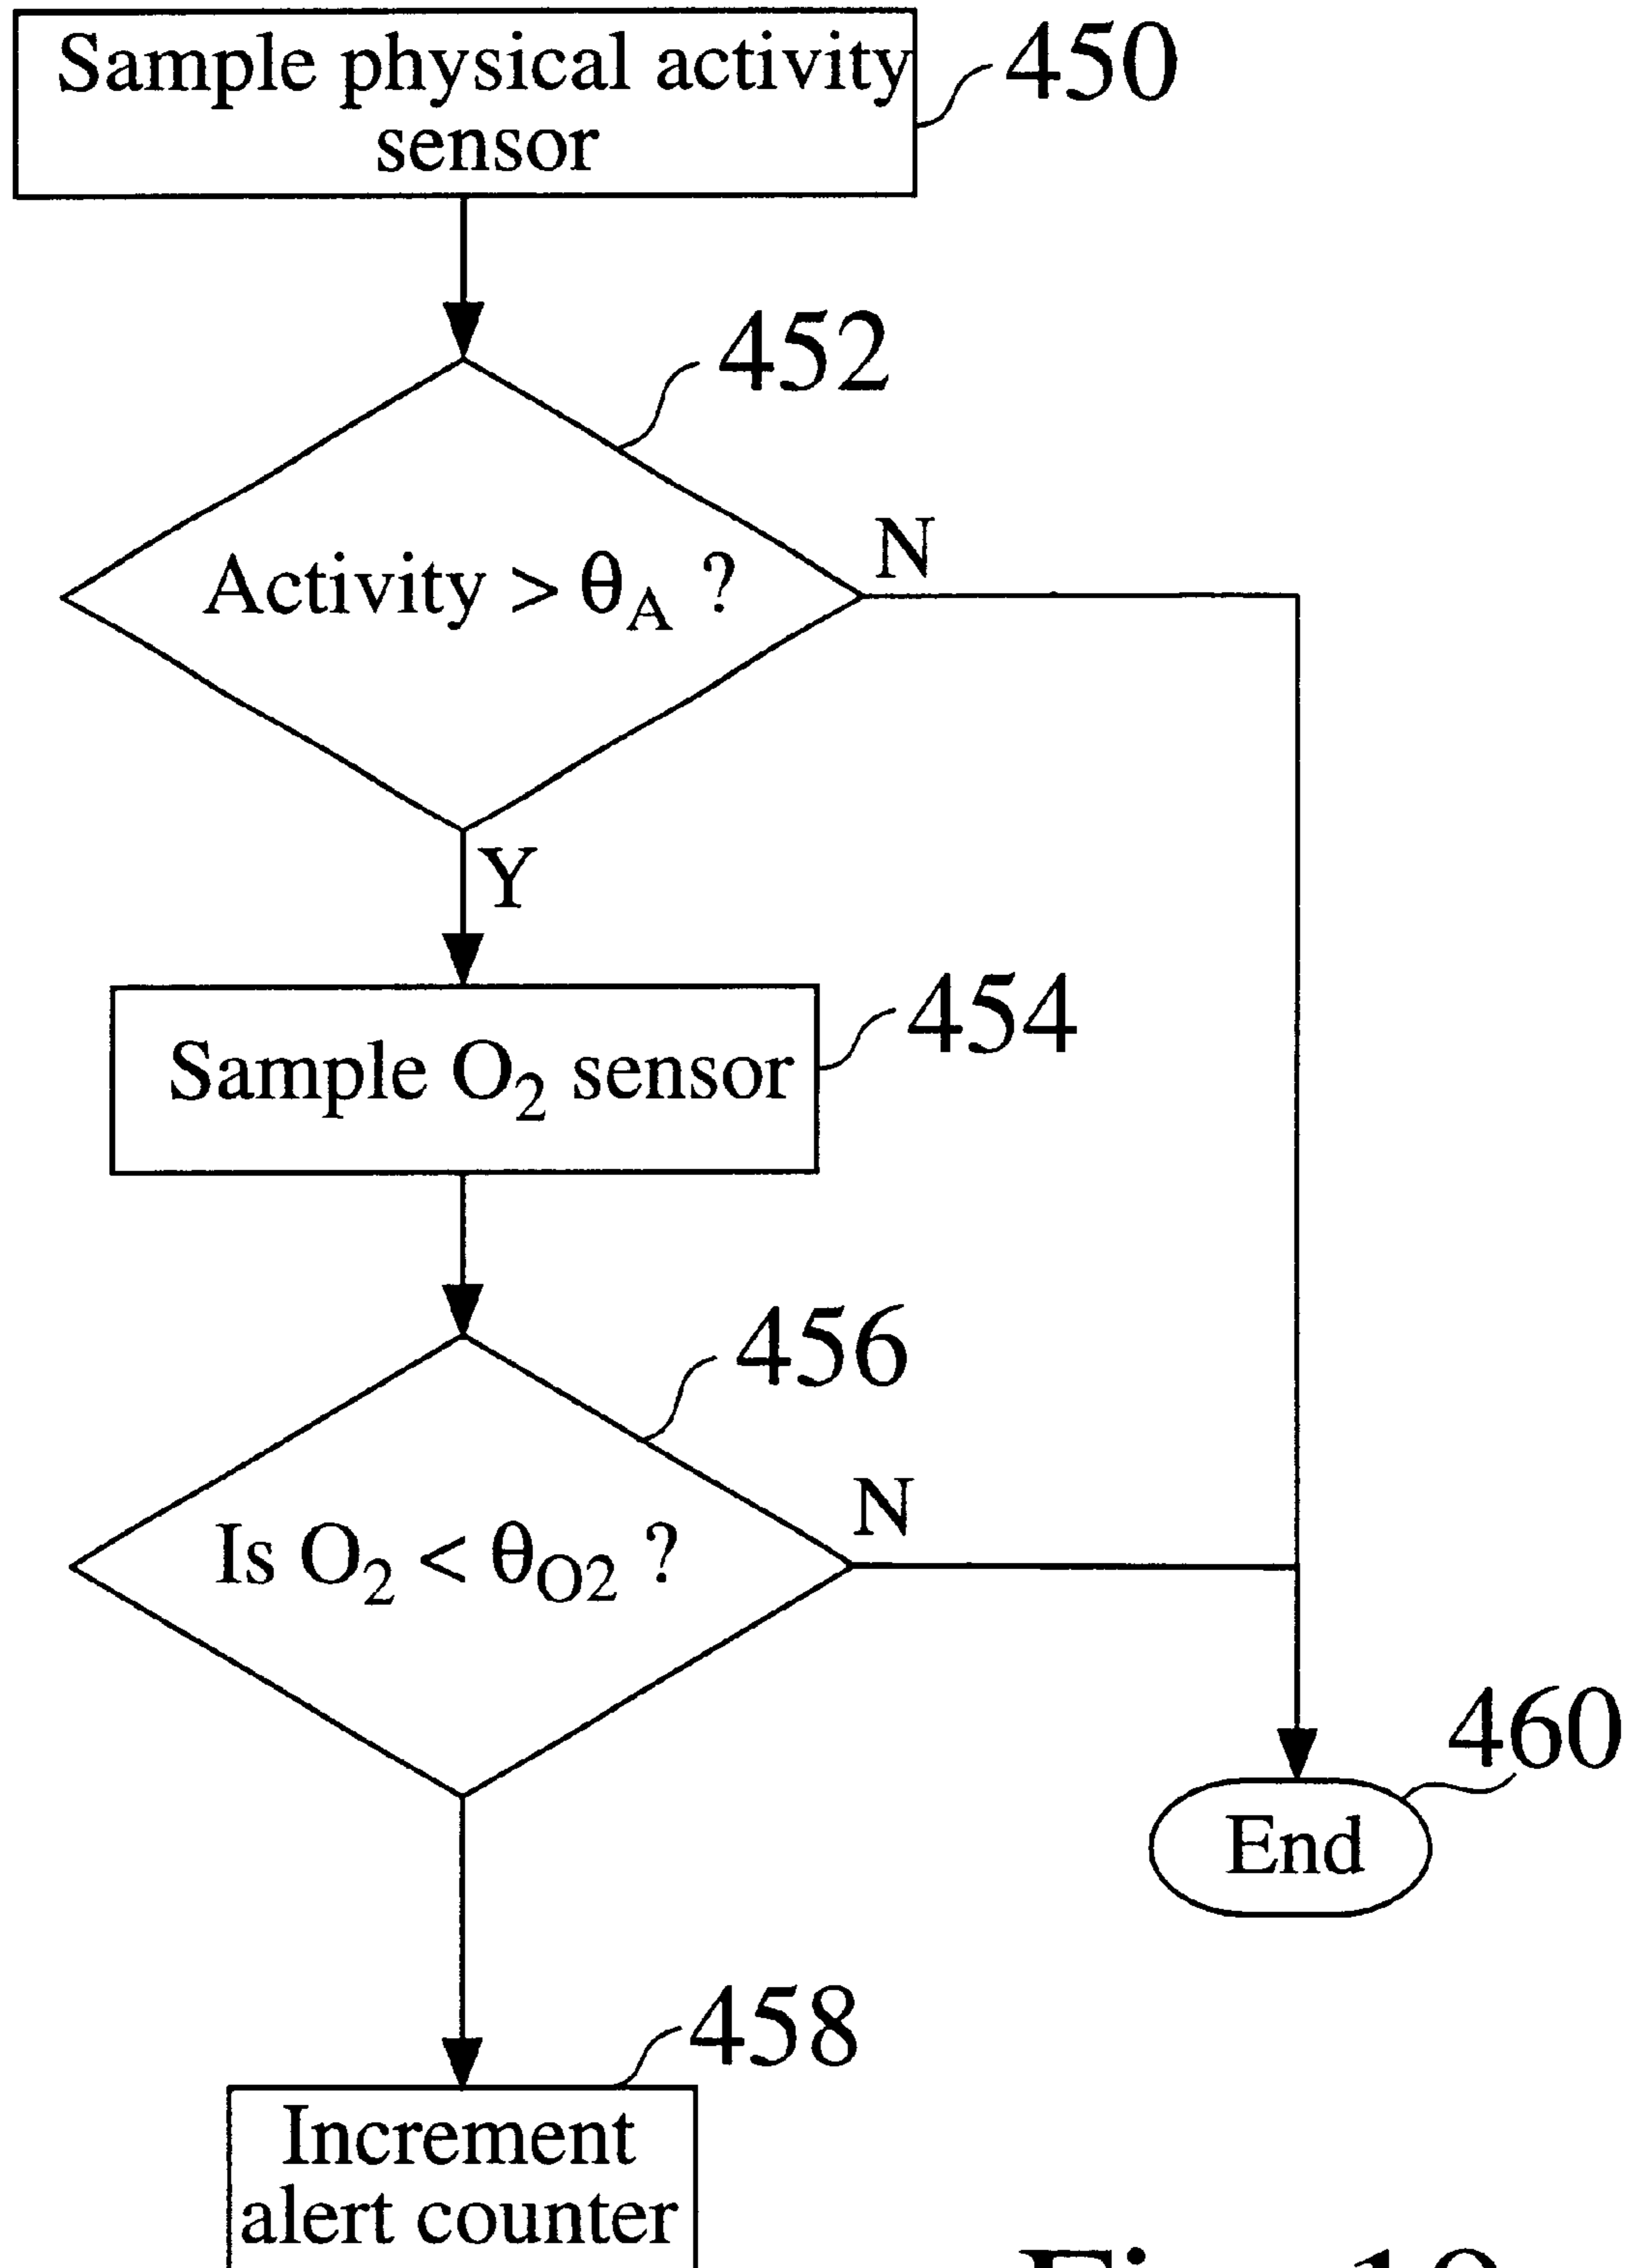 Sample physical activity
sensor
450
452
Activity > θA ?
N
Y
Sample O2 sensor
454
456
Is O2 < θO2 ?
N
460
End
458
Increment
alert counter